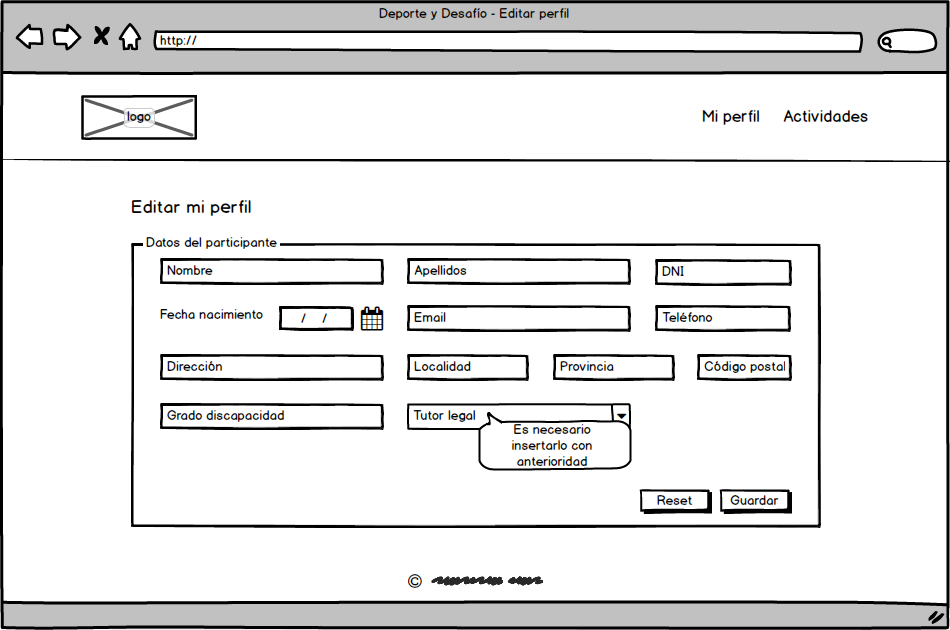 Deporte y Desafío - Editar perfil
http://
logo
Mi perfil Actividades
Editar mi perfil
Datos del participante
Nombre Apellidos DNI
Fecha nacimiento / / Email Teléfono
Dirección Localidad Provincia Código postal
Grado discapacidad Tutor legal
Es necesario
insertarlo con
anterioridad
Reset Guardar
©